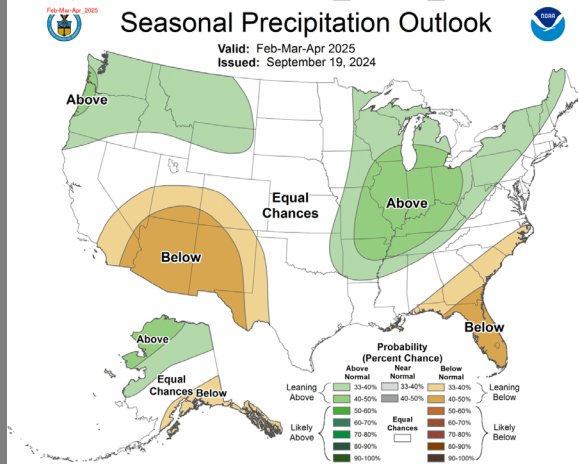 Feb-Mar-Apr 2025
Seasonal Precipitation Outlook
NOAA
Valid: Feb-Mar-Apr 2025
Issued: September 19, 2024
Above
Equal
Chances
Above
Below
Below
Above
Equal
Chances
Below
Probability
(Percent Chance)
Above
Normal
Near
Normal
Below
Normal
Leaning
Above
33-40%
33-40%
33-40%
Leaning
Below
40-50%
40-50%
40-50%
Likely
Above
50-60%
Equal
Chances
50-60%
Likely
Below
60-70%
60-70%
70-80%
70-80%
80-90%
80-90%
90-100%
90-100%